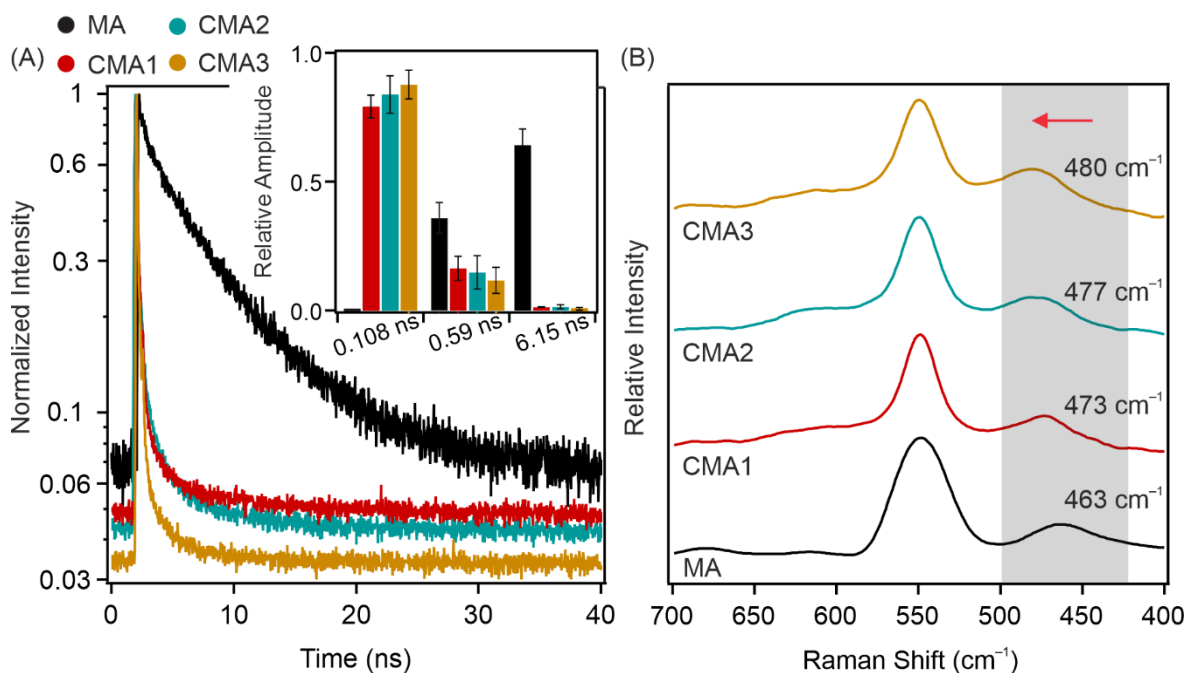 MA
CMA2
CMA1
CMA3
(A)
Normalized Intensity
1
0.6
0.3
0.1
0.06
0.03
0
10
20
30
40
Time (ns)
Relative Amplitude
1.0
0.5
0.0
0.108 ns
0.59 ns
6.15 ns
(B)
Relative Intensity
480 cm⁻¹
CMA3
477 cm⁻¹
CMA2
473 cm⁻¹
CMA1
463 cm⁻¹
MA
700
650
600
550
500
450
400
Raman Shift (cm⁻¹)